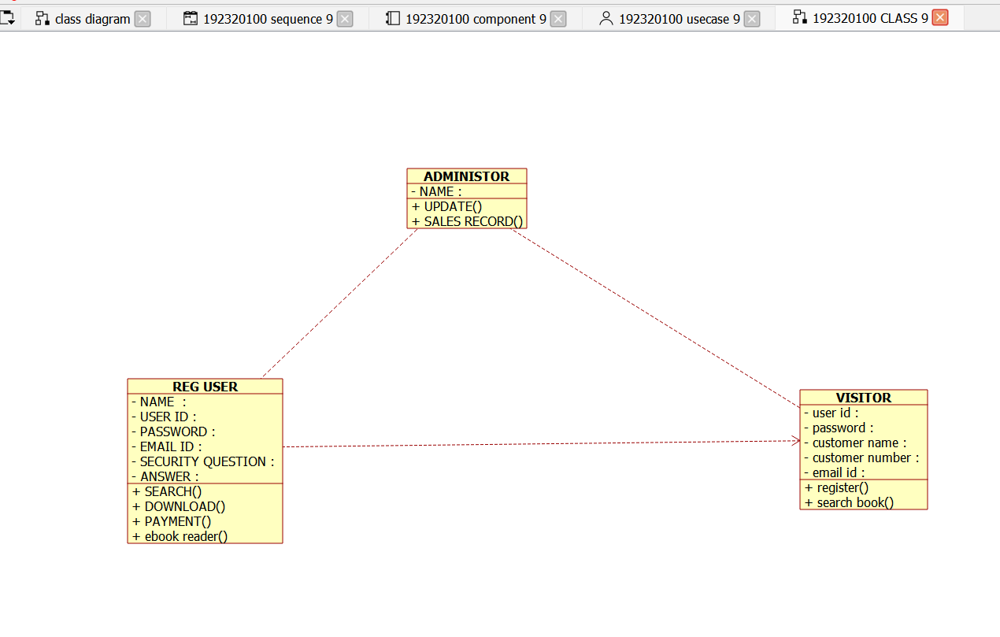 class diagram
192320100 sequence 9
192320100 component 9
192320100 usecase 9
192320100 CLASS 9
ADMINISTOR
- NAME :
+ UPDATE()
+ SALES RECORD()
REG USER
- NAME  :
- USER ID :
- PASSWORD :
- EMAIL ID :
- SECURITY QUESTION :
- ANSWER :
+ SEARCH()
+ DOWNLOAD()
+ PAYMENT()
+ ebook reader()
VISITOR
- user id :
- password :
- customer name :
- customer number :
- email id :
+ register()
+ search book()